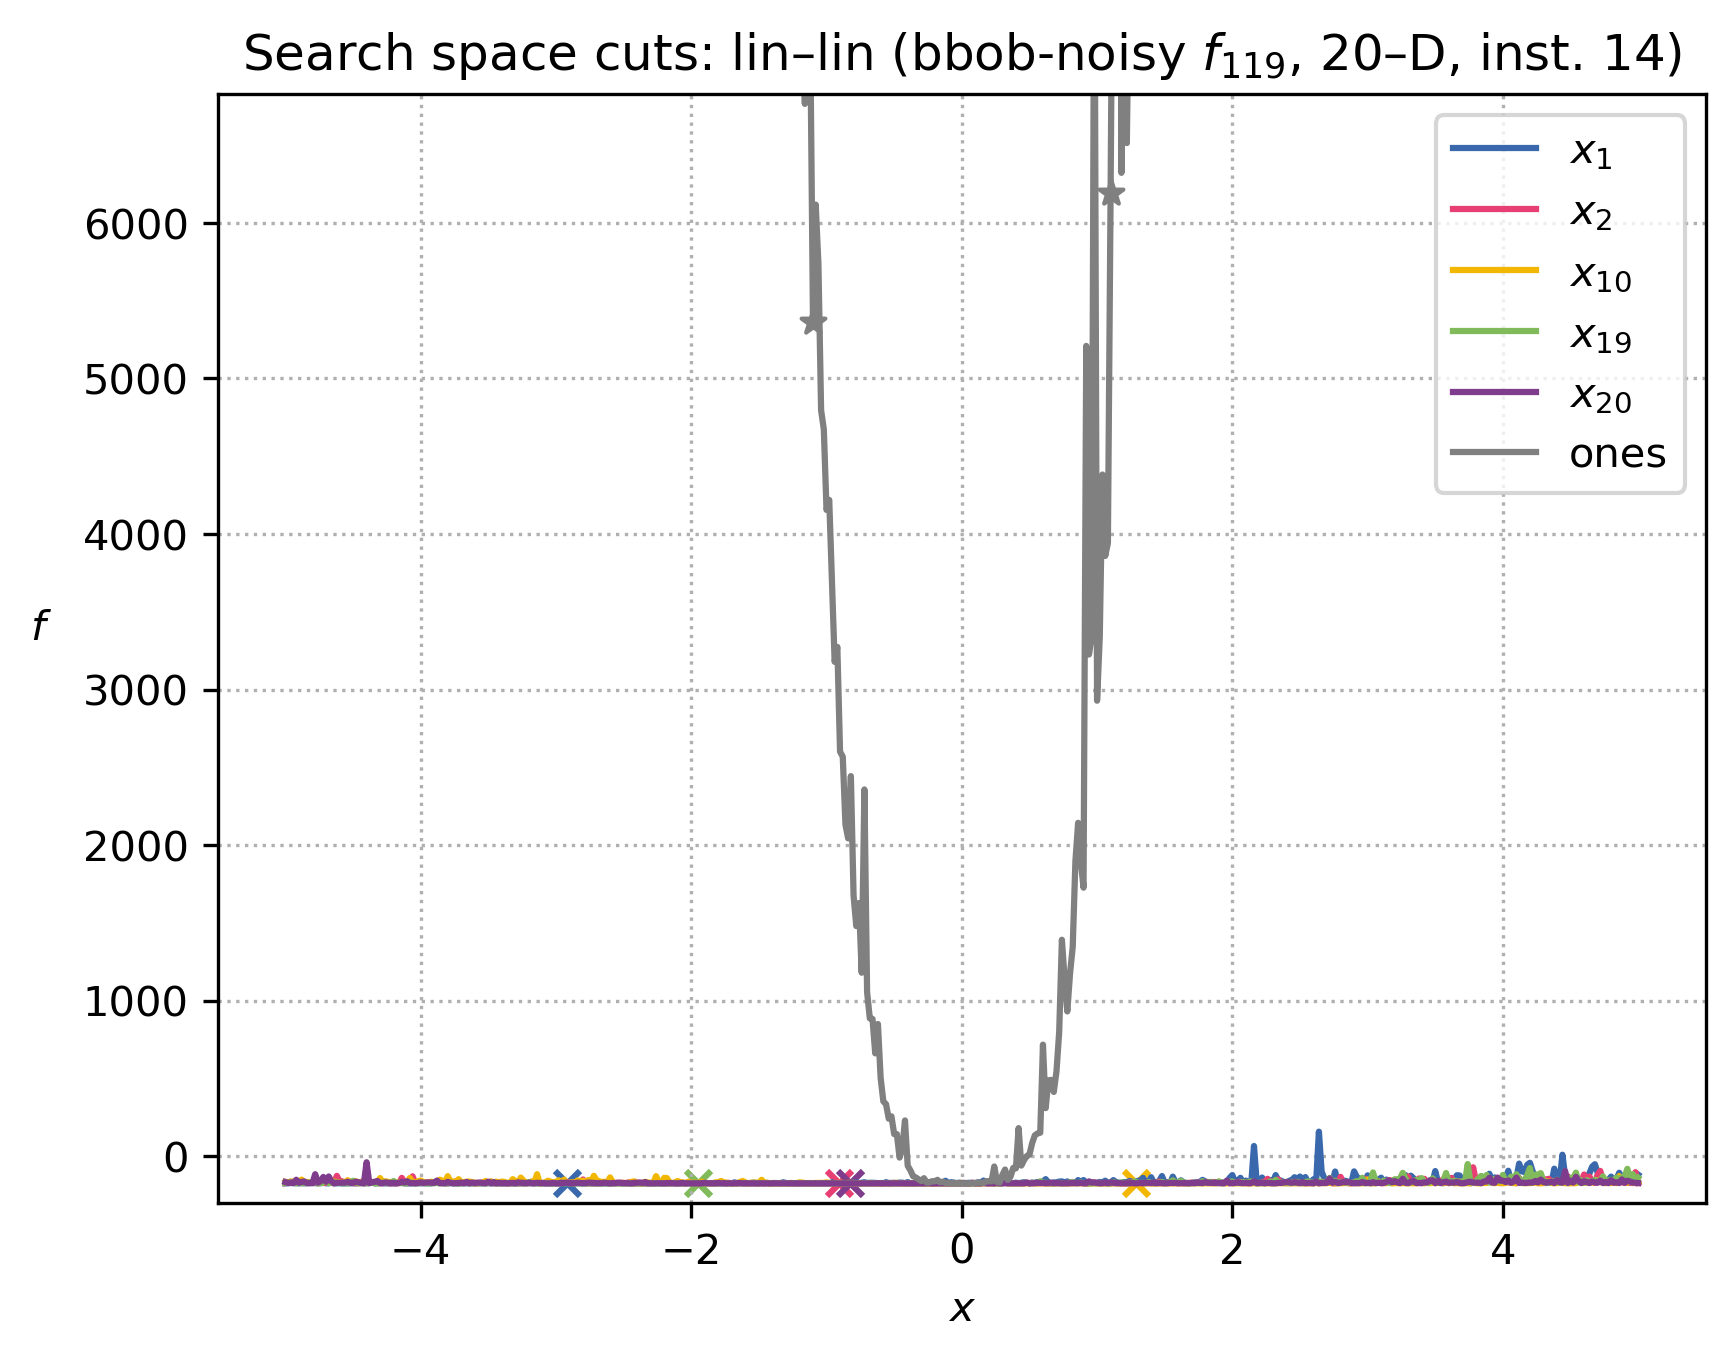 Search space cuts: lin–lin (bbob-noisy f₁₁₉, 20–D, inst. 14)
x₁
x₂
x₁₀
x₁₉
x₂₀
ones
6000
5000
4000
3000
2000
1000
0
f
−4
−2
0
2
4
x